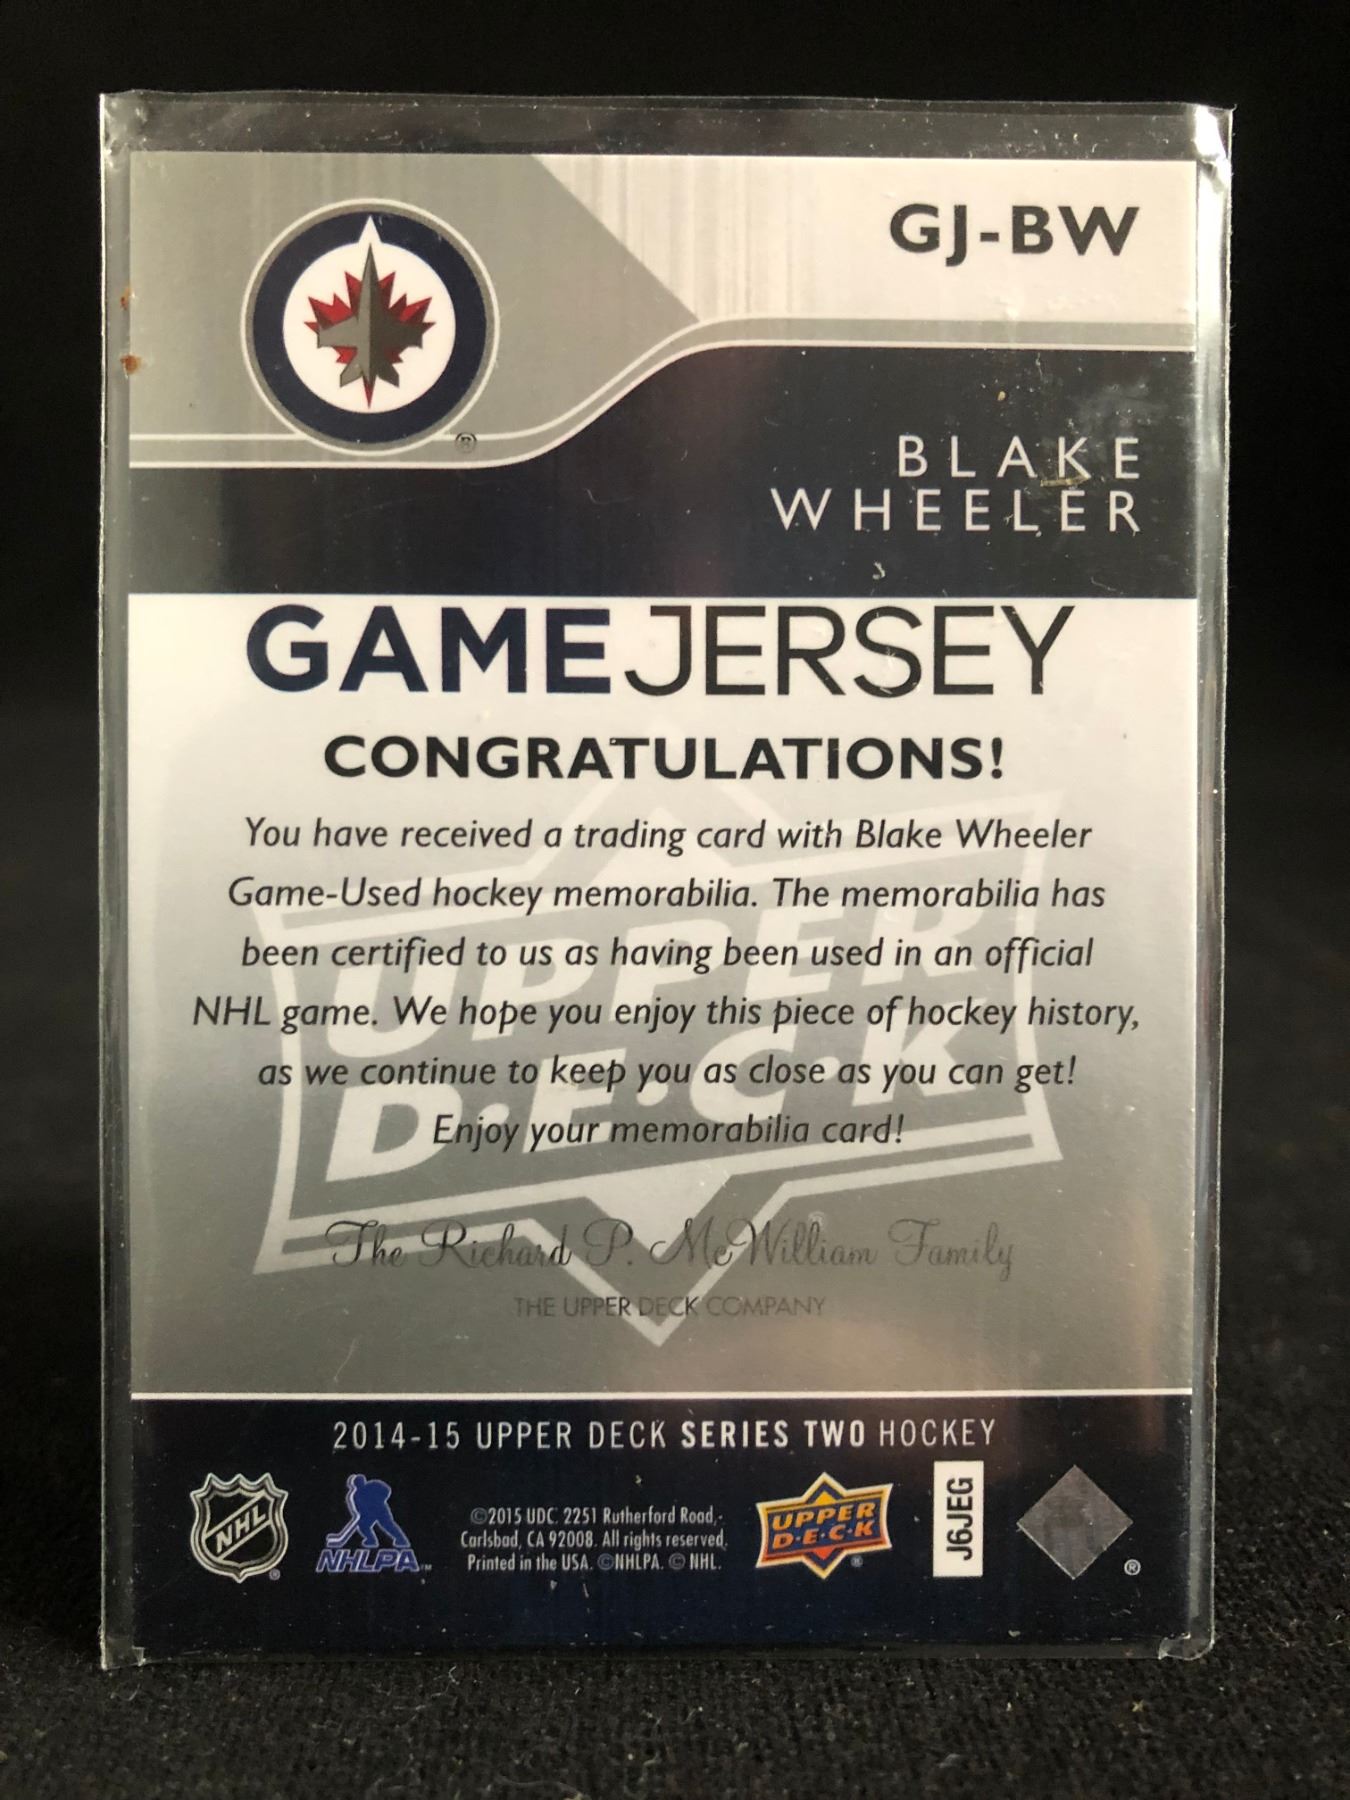 GJ-BW
BLAKE
WHEELER
GAMEJERSEY
CONGRATULATIONS!
You have received a trading card with Blake Wheeler
Game-Used hockey memorabilia. The memorabilia has
been certified to us as having been used in an official
NHL game. We hope you enjoy this piece of hockey history,
as we continue to keep you as close as you can get!
Enjoy your memorabilia card!
UPPER
D·E·C·K
The Richard P. McWilliam Family
THE UPPER DECK COMPANY
2014-15 UPPER DECK SERIES TWO HOCKEY
NHL
NHLPA
©2015 UDC. 2251 Rutherford Road,
Carlsbad, CA 92008. All rights reserved.
Printed in the USA. ©NHLPA. © NHL.
UPPER
D·E·C·K
J6JEG